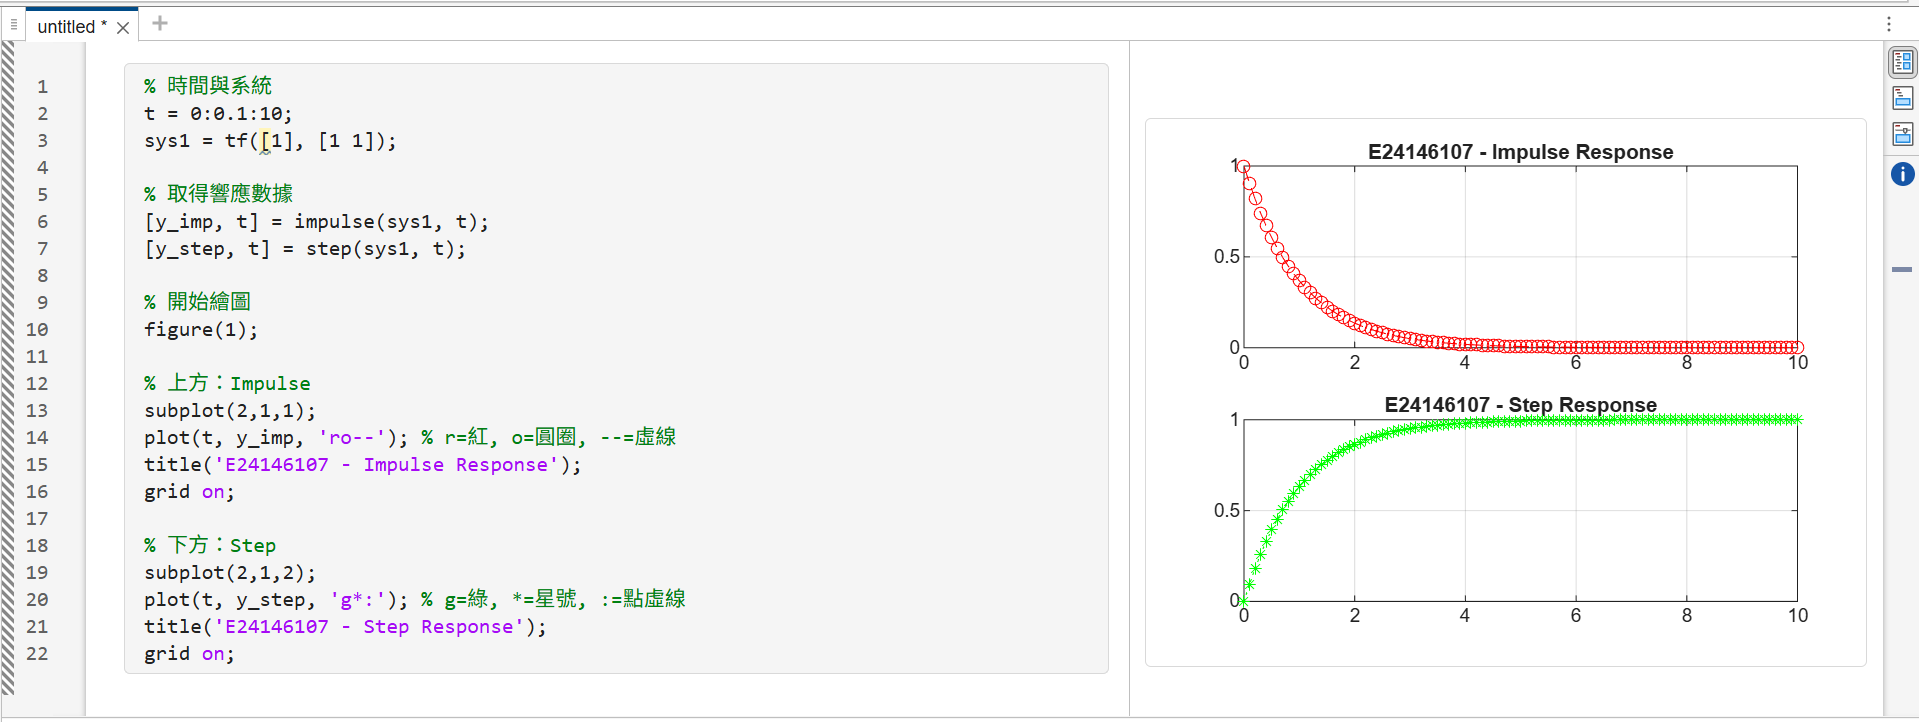 untitled *
1 % 時間與系統
2 t = 0:0.1:10;
3 sys1 = tf([1], [1 1]);
4
5 % 取得響應數據
6 [y_imp, t] = impulse(sys1, t);
7 [y_step, t] = step(sys1, t);
8
9 % 開始繪圖
10 figure(1);
11
12 % 上方：Impulse
13 subplot(2,1,1);
14 plot(t, y_imp, 'ro--'); % r=紅, o=圓圈, --=虛線
15 title('E24146107 - Impulse Response');
16 grid on;
17
18 % 下方：Step
19 subplot(2,1,2);
20 plot(t, y_step, 'g*:'); % g=綠, *=星號, :=點虛線
21 title('E24146107 - Step Response');
22 grid on;
E24146107 - Impulse Response
1
0.5
0
0 2 4 6 8 10
E24146107 - Step Response
1
0.5
0
0 2 4 6 8 10